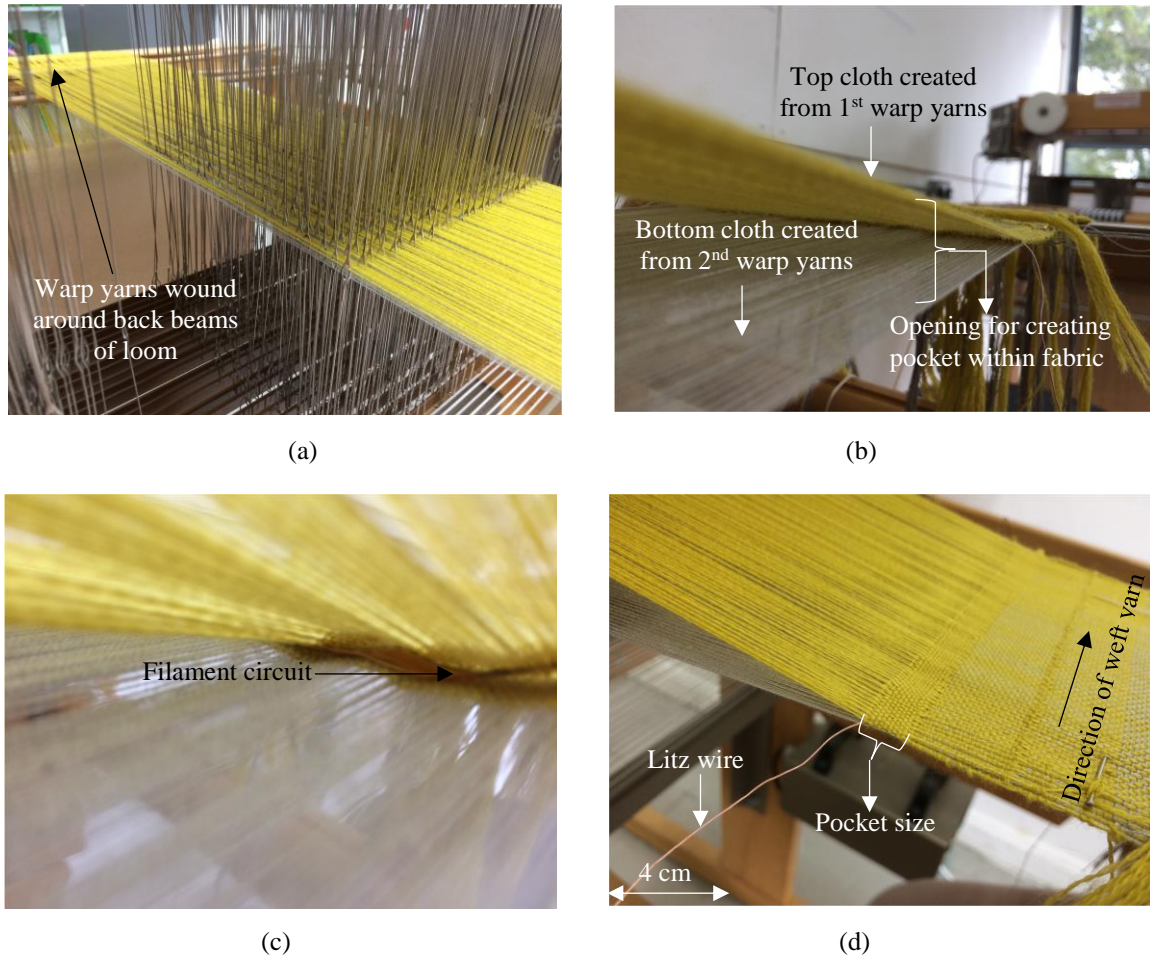 Warp yarns wound
around back beams
of loom
(a)
Top cloth created
from 1st warp yarns
Bottom cloth created
from 2nd warp yarns
Opening for creating
pocket within fabric
(b)
Filament circuit
(c)
Direction of weft yarn
Litz wire
Pocket size
4 cm
(d)